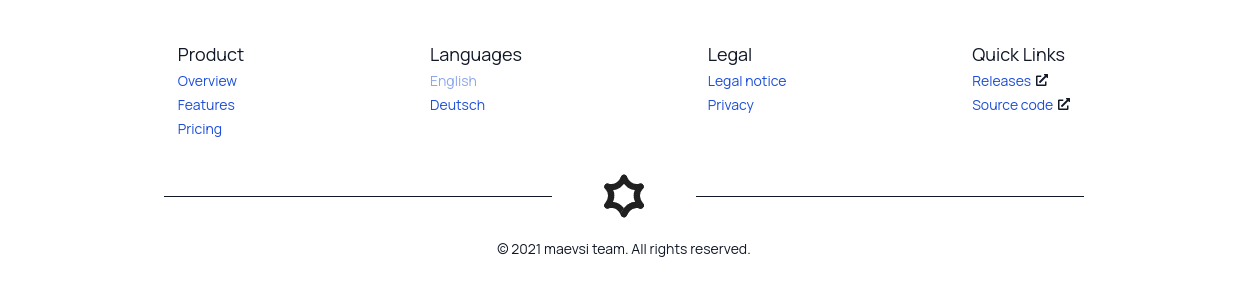 Product
Overview
Features
Pricing
Languages
English
Deutsch
Legal
Legal notice
Privacy
Quick Links
Releases
Source code
© 2021 maevsi team. All rights reserved.